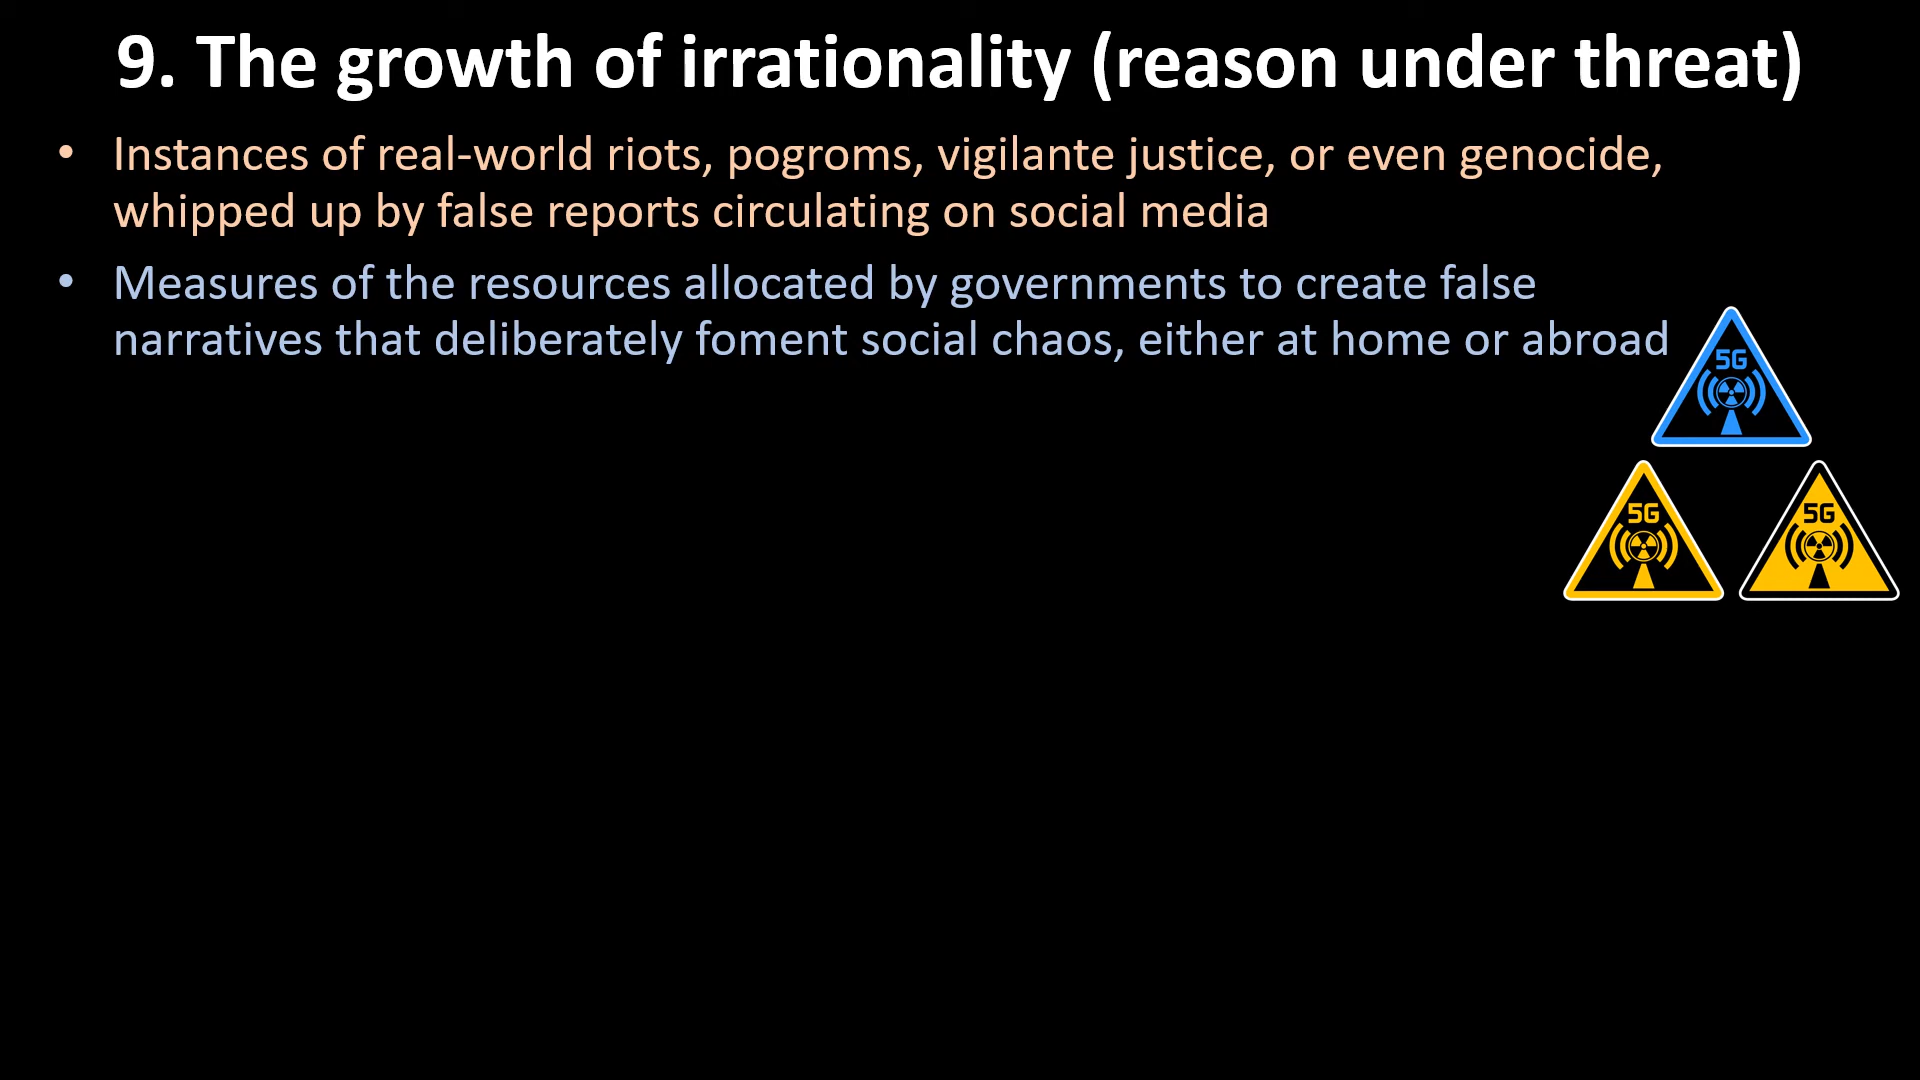 9. The growth of irrationality (reason under threat)
• Instances of real-world riots, pogroms, vigilante justice, or even genocide,
whipped up by false reports circulating on social media
• Measures of the resources allocated by governments to create false
narratives that deliberately foment social chaos, either at home or abroad
5G
5G
5G